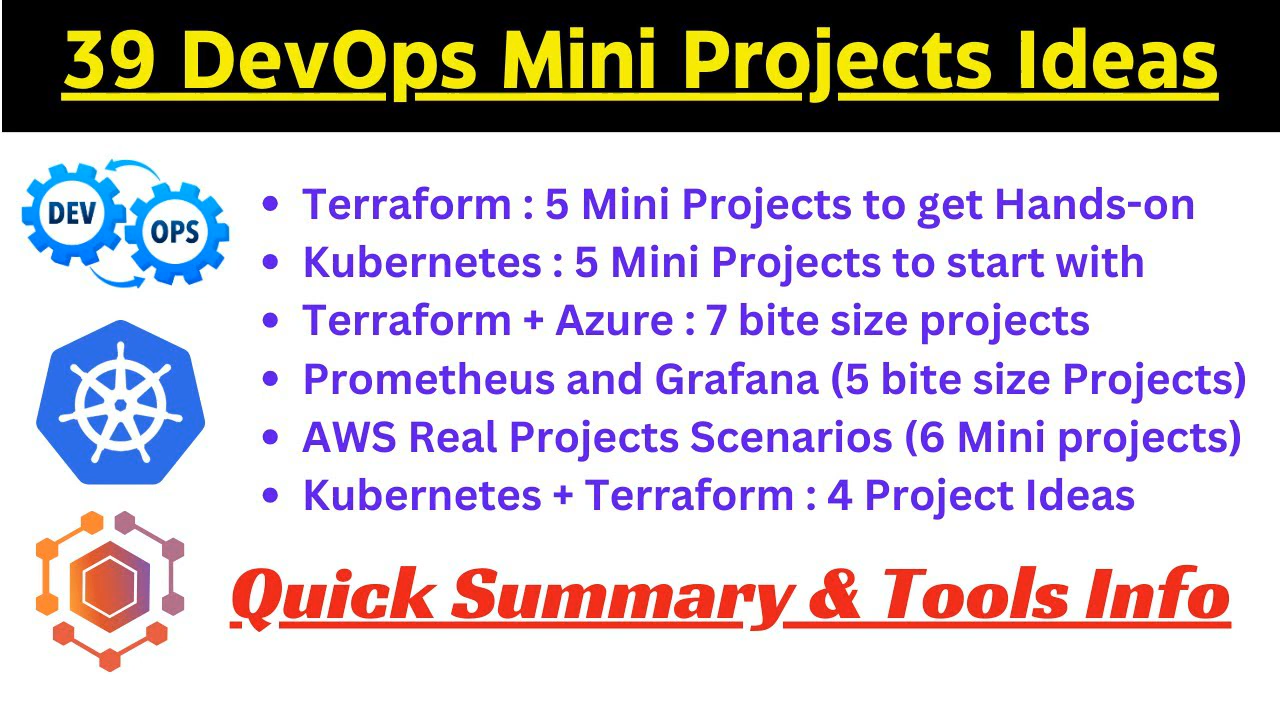 39 DevOps Mini Projects Ideas
DEV
OPS
• Terraform : 5 Mini Projects to get Hands-on
• Kubernetes : 5 Mini Projects to start with
• Terraform + Azure : 7 bite size projects
• Prometheus and Grafana (5 bite size Projects)
• AWS Real Projects Scenarios (6 Mini projects)
• Kubernetes + Terraform : 4 Project Ideas
Quick Summary & Tools Info